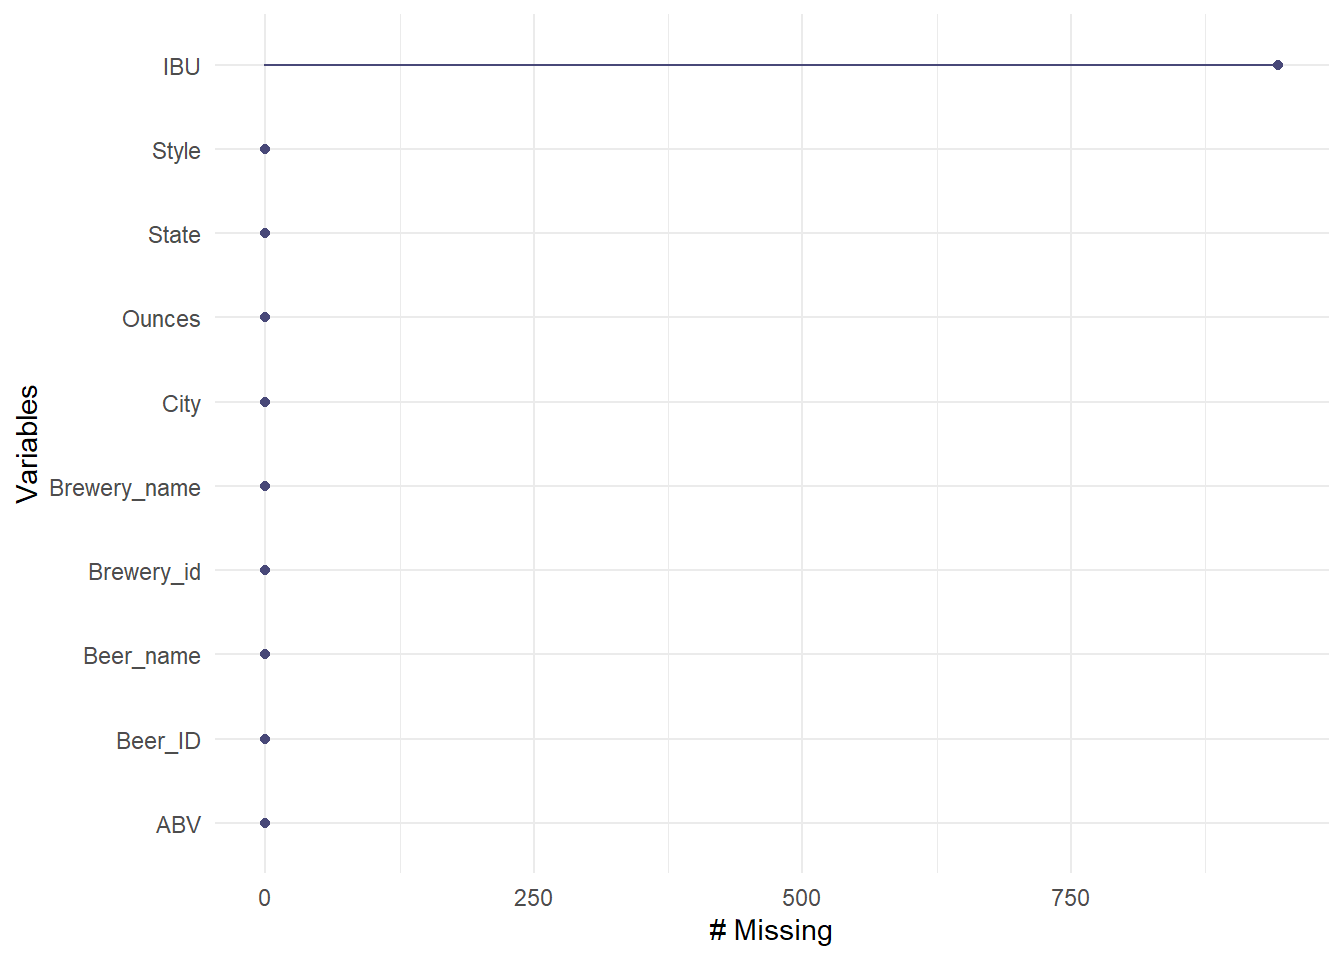 IBU
Style
State
Ounces
City
Brewery_name
Brewery_id
Beer_name
Beer_ID
ABV
Variables
0 250 500 750
# Missing